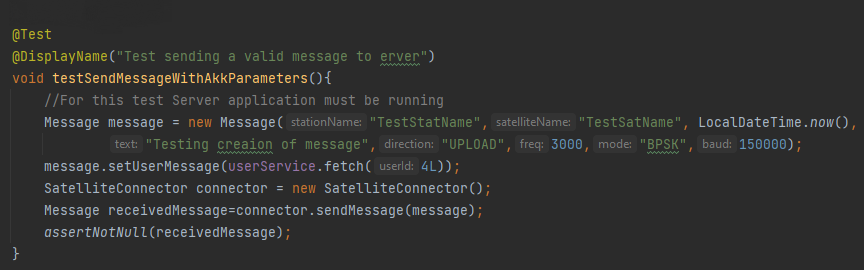 @Test
@DisplayName("Test sending a valid message to erver")
void testSendMessageWithAkkParameters(){
//For this test Server application must be running
Message message = new Message( stationName: "TestStatName", satelliteName: "TestSatName", LocalDateTime.now(),
text: "Testing creaion of message", direction: "UPLOAD", freq: 3000, mode: "BPSK", baud: 150000);
message.setUserMessage(userService.fetch( userId: 4L));
SatelliteConnector connector = new SatelliteConnector();
Message receivedMessage=connector.sendMessage(message);
assertNotNull(receivedMessage);
}